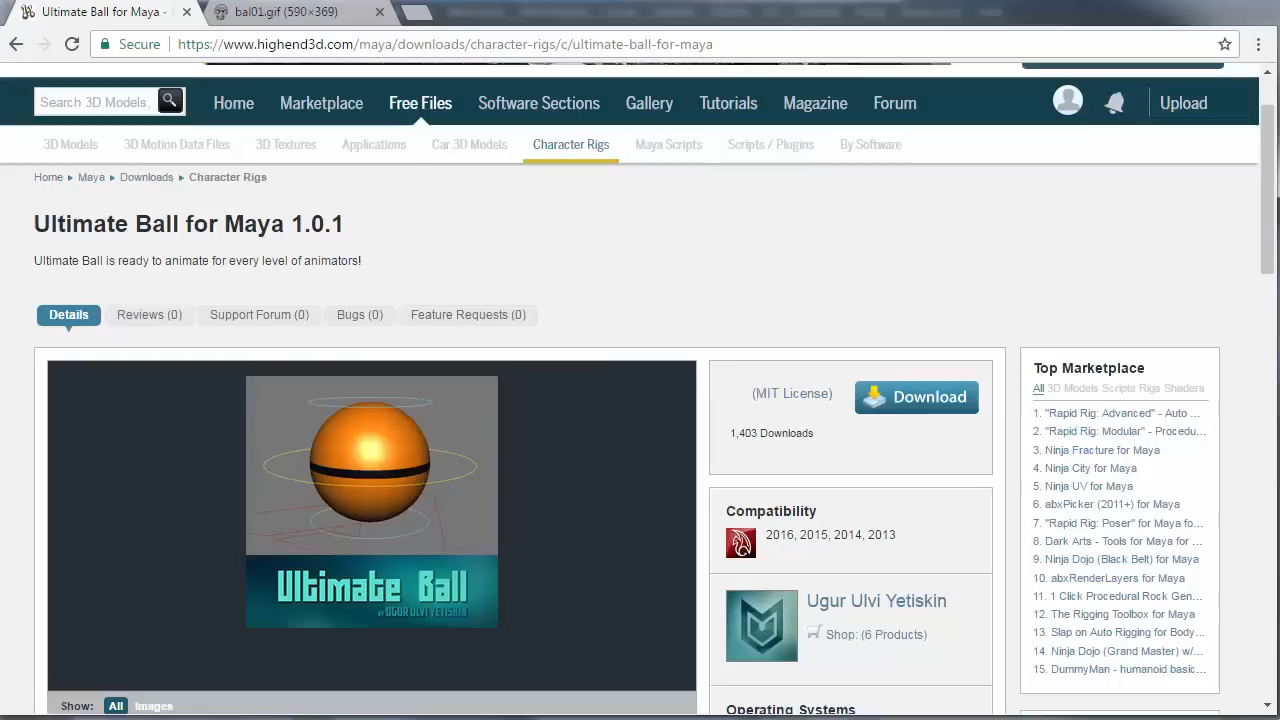 Ultimate Ball for Maya -
bal01.gif (590×369)
Secure
https://www.highend3d.com/maya/downloads/character-rigs/c/ultimate-ball-for-maya
Search 3D Models,
Home
Marketplace
Free Files
Software Sections
Gallery
Tutorials
Magazine
Forum
Upload
3D Models
3D Motion Data Files
3D Textures
Applications
Car 3D Models
Character Rigs
Maya Scripts
Scripts / Plugins
By Software
Home Maya Downloads Character Rigs
Ultimate Ball for Maya 1.0.1
Ultimate Ball is ready to animate for every level of animators!
Details
Reviews (0)
Support Forum (0)
Bugs (0)
Feature Requests (0)
Ultimate Ball
BY UGUR ULVI YETISKIN
Show: All Images
(MIT License)
Download
1,403 Downloads
Compatibility
2016, 2015, 2014, 2013
Ugur Ulvi Yetiskin
Shop: (6 Products)
Operating Systems
Top Marketplace
All 3D Models Scripts Rigs Shaders
1. "Rapid Rig: Advanced" - Auto ...
2. "Rapid Rig: Modular" - Procedu...
3. Ninja Fracture for Maya
4. Ninja City for Maya
5. Ninja UV for Maya
6. abxPicker (2011+) for Maya
7. "Rapid Rig: Poser" for Maya fo...
8. Dark Arts - Tools for Maya for ...
9. Ninja Dojo (Black Belt) for Maya
10. abxRenderLayers for Maya
11. 1 Click Procedural Rock Gen...
12. The Rigging Toolbox for Maya
13. Slap on Auto Rigging for Body...
14. Ninja Dojo (Grand Master) w/...
15. DummyMan - humanoid basic...